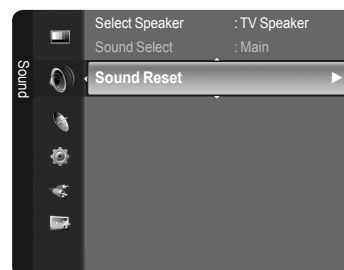 Sound
Select Speaker : TV Speaker
Sound Select : Main
Sound Reset